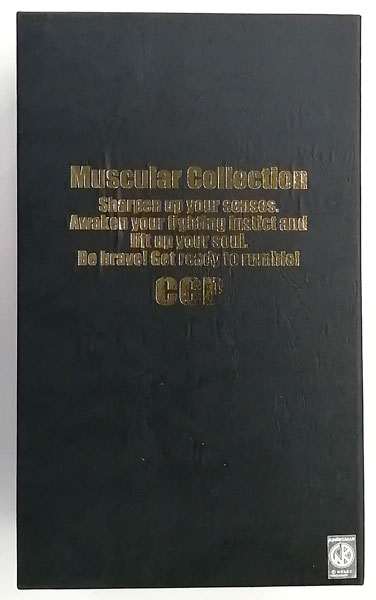 Muscular Collection
Sharpen up your senses.
Awaken your fighting instict and
lift up your soul.
Be brave! Get ready to rumble!
CCP